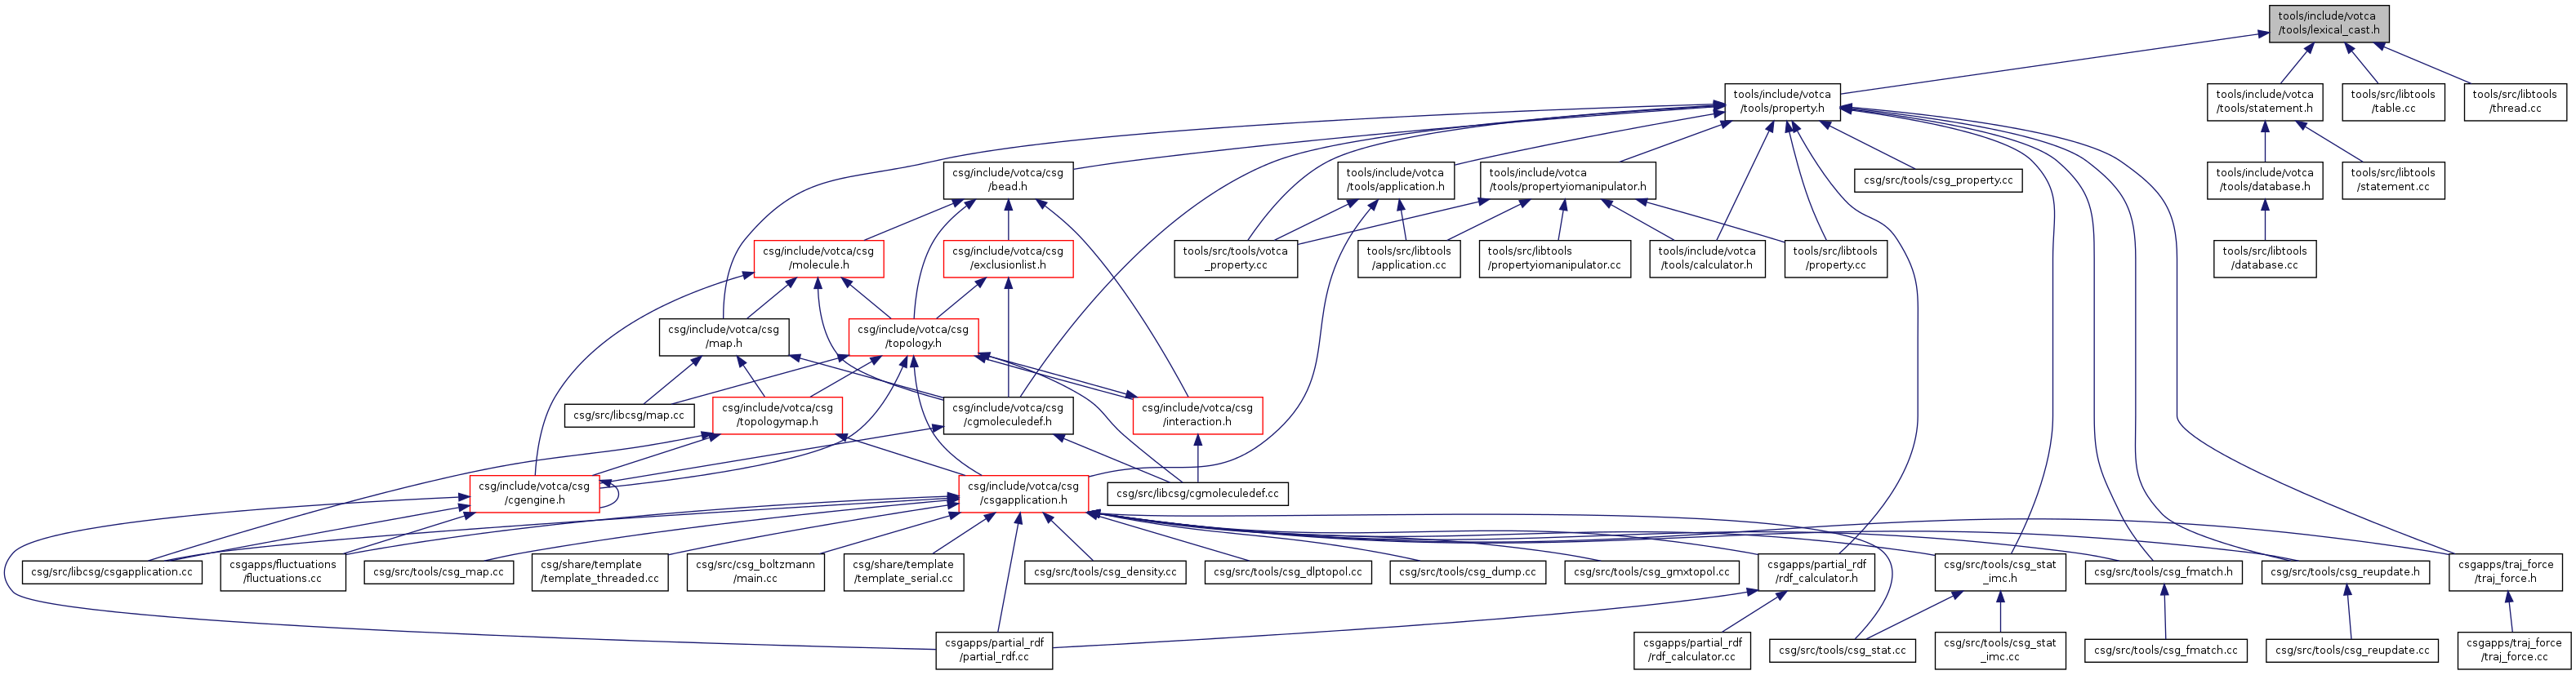 tools/include/votca
/tools/lexical_cast.h
tools/include/votca
/tools/property.h
tools/include/votca
/tools/statement.h
tools/src/libtools
/table.cc
tools/src/libtools
/thread.cc
csg/include/votca/csg
/bead.h
tools/include/votca
/tools/application.h
tools/include/votca
/tools/propertyiomanipulator.h
csg/src/tools/csg_property.cc
tools/include/votca
/tools/database.h
tools/src/libtools
/statement.cc
csg/include/votca/csg
/molecule.h
csg/include/votca/csg
/exclusionlist.h
tools/src/tools/votca
_property.cc
tools/src/libtools
/application.cc
tools/src/libtools
/propertyiomanipulator.cc
tools/include/votca
/tools/calculator.h
tools/src/libtools
/property.cc
tools/src/libtools
/database.cc
csg/include/votca/csg
/map.h
csg/include/votca/csg
/topology.h
csg/src/libcsg/map.cc
csg/include/votca/csg
/topologymap.h
csg/include/votca/csg
/cgmoleculedef.h
csg/include/votca/csg
/interaction.h
csg/include/votca/csg
/cgengine.h
csg/include/votca/csg
/csgapplication.h
csg/src/libcsg/cgmoleculedef.cc
csg/src/libcsg/csgapplication.cc
csgapps/fluctuations
/fluctuations.cc
csg/src/tools/csg_map.cc
csg/share/template
/template_threaded.cc
csg/src/csg_boltzmann
/main.cc
csg/share/template
/template_serial.cc
csg/src/tools/csg_density.cc
csg/src/tools/csg_dlptopol.cc
csg/src/tools/csg_dump.cc
csg/src/tools/csg_gmxtopol.cc
csgapps/partial_rdf
/rdf_calculator.h
csg/src/tools/csg_stat
_imc.h
csg/src/tools/csg_fmatch.h
csg/src/tools/csg_reupdate.h
csgapps/traj_force
/traj_force.h
csgapps/partial_rdf
/partial_rdf.cc
csgapps/partial_rdf
/rdf_calculator.cc
csg/src/tools/csg_stat.cc
csg/src/tools/csg_stat
_imc.cc
csg/src/tools/csg_fmatch.cc
csg/src/tools/csg_reupdate.cc
csgapps/traj_force
/traj_force.cc